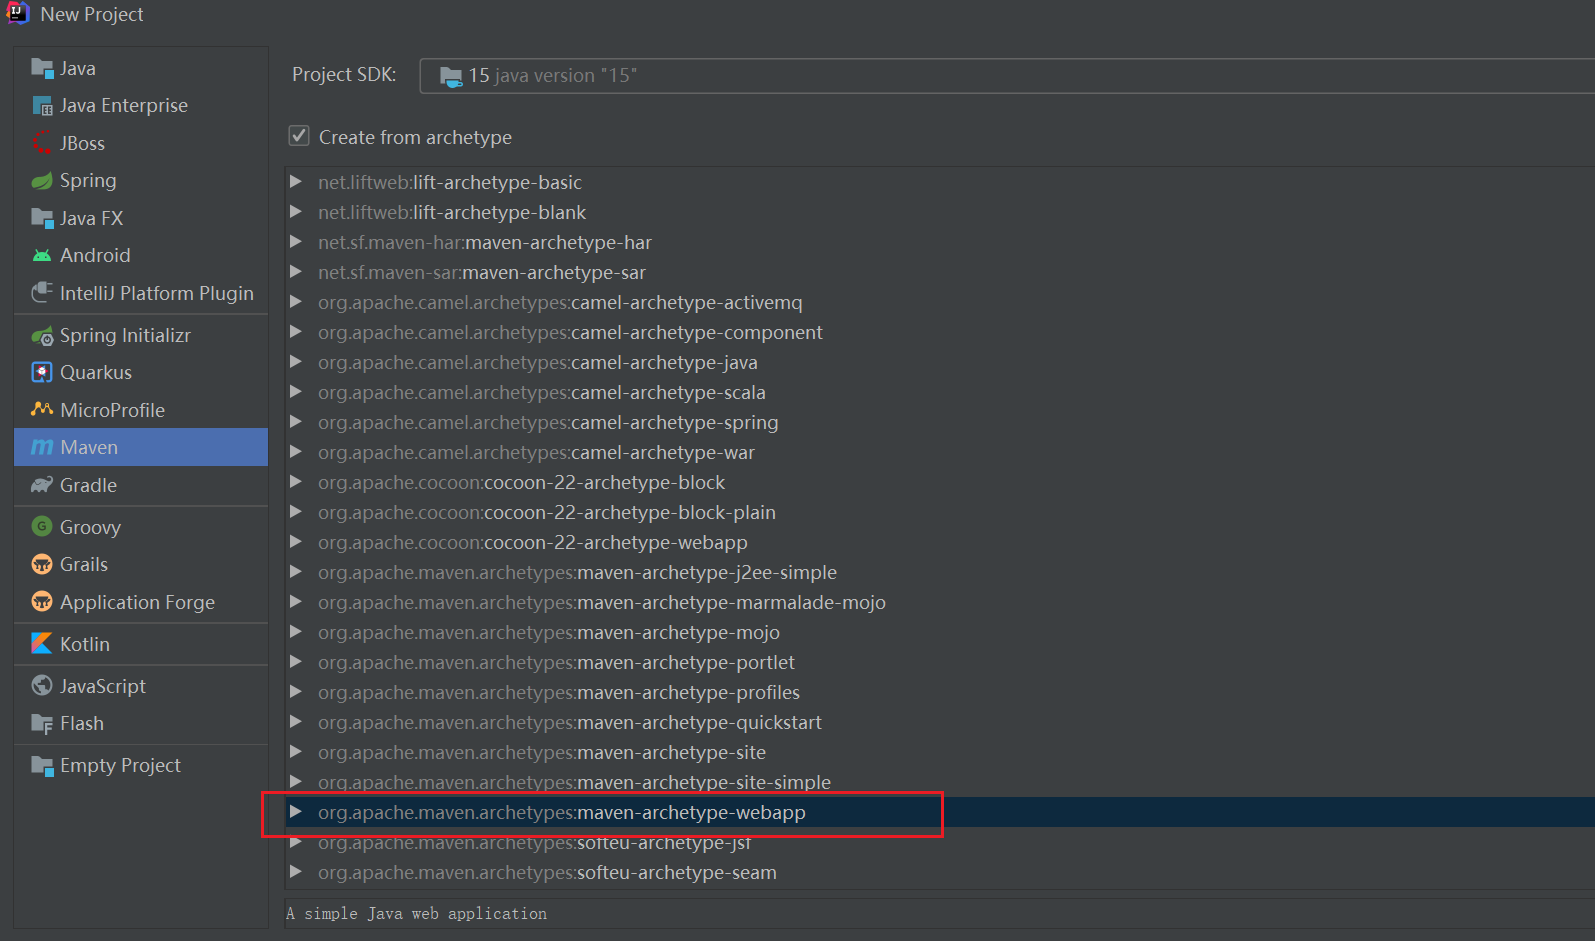 New Project
Java
Java Enterprise
JBoss
Spring
Java FX
Android
IntelliJ Platform Plugin
Spring Initializr
Quarkus
MicroProfile
Maven
Gradle
Groovy
Grails
Application Forge
Kotlin
JavaScript
Flash
Empty Project
Project SDK: 15 java version "15"
Create from archetype
net.liftweb:lift-archetype-basic
net.liftweb:lift-archetype-blank
net.sf.maven-har:maven-archetype-har
net.sf.maven-sar:maven-archetype-sar
org.apache.camel.archetypes:camel-archetype-activemq
org.apache.camel.archetypes:camel-archetype-component
org.apache.camel.archetypes:camel-archetype-java
org.apache.camel.archetypes:camel-archetype-scala
org.apache.camel.archetypes:camel-archetype-spring
org.apache.camel.archetypes:camel-archetype-war
org.apache.cocoon:cocoon-22-archetype-block
org.apache.cocoon:cocoon-22-archetype-block-plain
org.apache.cocoon:cocoon-22-archetype-webapp
org.apache.maven.archetypes:maven-archetype-j2ee-simple
org.apache.maven.archetypes:maven-archetype-marmalade-mojo
org.apache.maven.archetypes:maven-archetype-mojo
org.apache.maven.archetypes:maven-archetype-portlet
org.apache.maven.archetypes:maven-archetype-profiles
org.apache.maven.archetypes:maven-archetype-quickstart
org.apache.maven.archetypes:maven-archetype-site
org.apache.maven.archetypes:maven-archetype-site-simple
org.apache.maven.archetypes:maven-archetype-webapp
org.apache.maven.archetypes:softeu-archetype-jsf
org.apache.maven.archetypes:softeu-archetype-seam
A simple Java web application